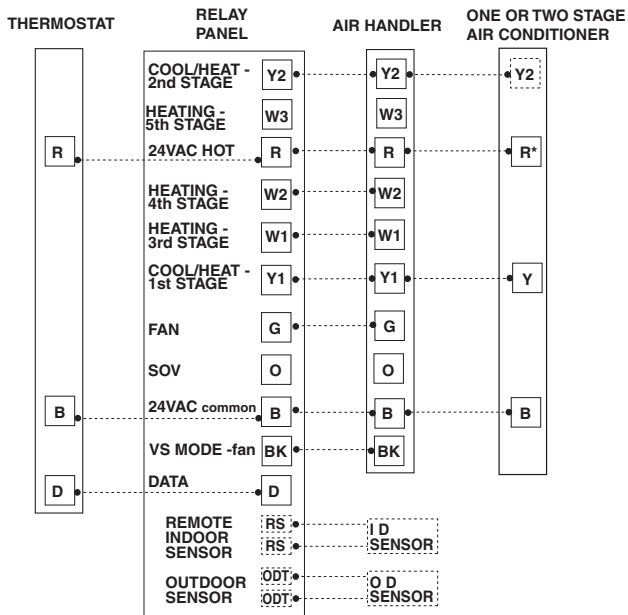 THERMOSTAT
RELAY
PANEL
AIR HANDLER
ONE OR TWO STAGE
AIR CONDITIONER
COOL/HEAT -
2nd STAGE
Y2
Y2
Y2
HEATING -
5th STAGE
W3
W3
R
24VAC HOT
R
R
R*
HEATING -
4th STAGE
W2
W2
HEATING -
3rd STAGE
W1
W1
COOL/HEAT -
1st STAGE
Y1
Y1
Y
FAN
G
G
SOV
O
O
B
24VAC common
B
B
B
VS MODE -fan
BK
BK
D
DATA
D
REMOTE
INDOOR
SENSOR
RS
RS
I D
SENSOR
OUTDOOR
SENSOR
ODT
ODT
O D
SENSOR